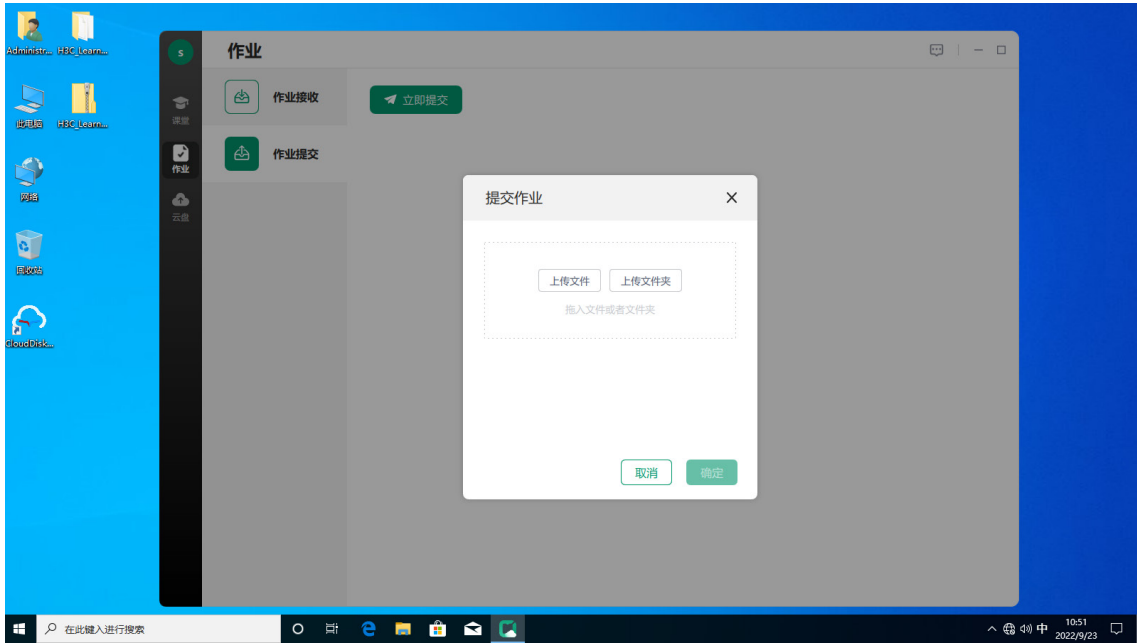 Administr...
H3C_Learn...
此电脑
H3C_Learn...
网络
回收站
CloudDisk...
s
作业
课堂
作业
云盘
作业接收
作业提交
立即提交
提交作业
上传文件
上传文件夹
拖入文件或者文件夹
取消
确定
在此键入进行搜索
中
10:51
2022/9/23